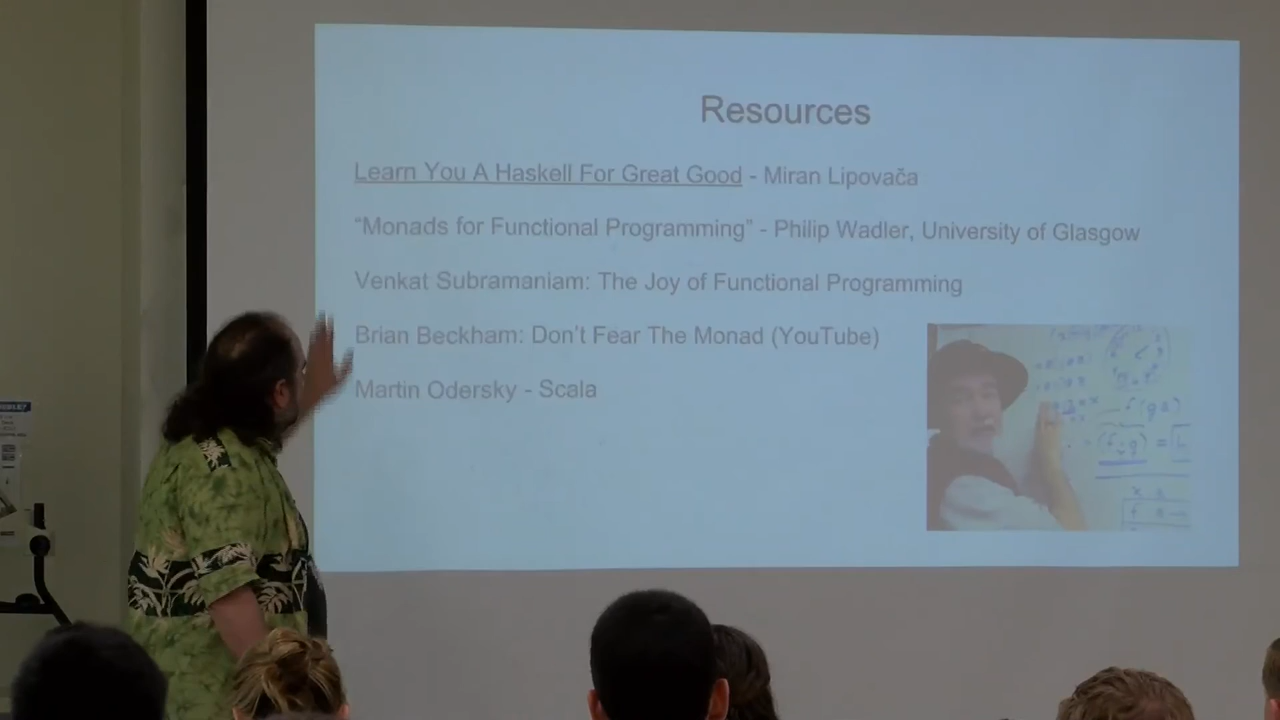 Resources
Learn You A Haskell For Great Good - Miran Lipovača
“Monads for Functional Programming” - Philip Wadler, University of Glasgow
Venkat Subramaniam: The Joy of Functional Programming
Brian Beckham: Don't Fear The Monad (YouTube)
Martin Odersky - Scala